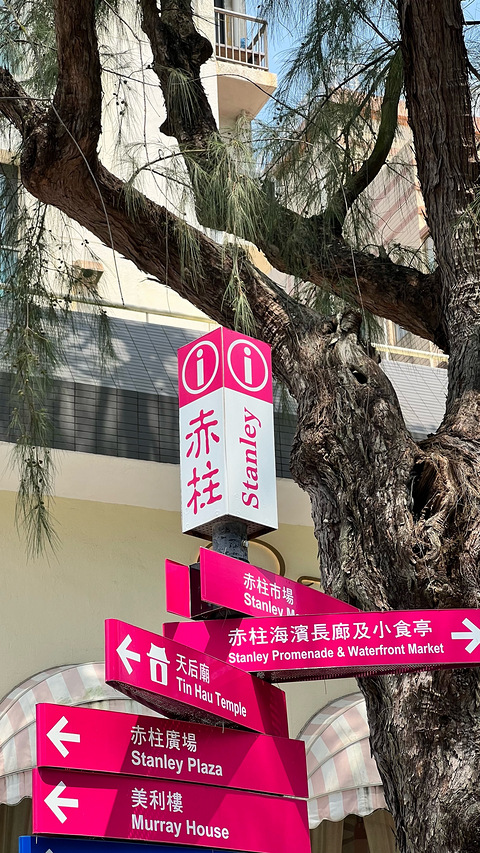 i i
赤柱
Stanley
赤柱市場
Stanley
赤柱海濱長廊及小食亭
Stanley Promenade & Waterfront Market
天后廟
Tin Hau Temple
赤柱廣場
Stanley Plaza
美利樓
Murray House